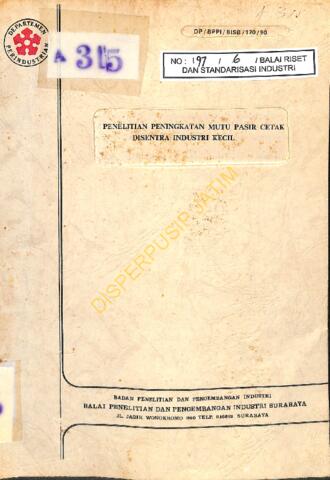 DEPARTEMEN
PERINDUSTRIAN
A 315
DP/BPPI/BISB/170/90
NO: 197 / 6 / BALAI RISET
DAN STANDARISASI INDUSTRI
PENELITIAN PENINGKATAN MUTU PASIR CETAK
DISENTRA INDUSTRI KECIL
DISPERPUSIP JATIM
BADAN PENELITIAN DAN PENGEMBANGAN INDUSTRI
BALAI PENELITIAN DAN PENGEMBANGAN INDUSTRI SURABAYA
JL. JAGIR WONOKROMO 360 TELP. SURABAYA